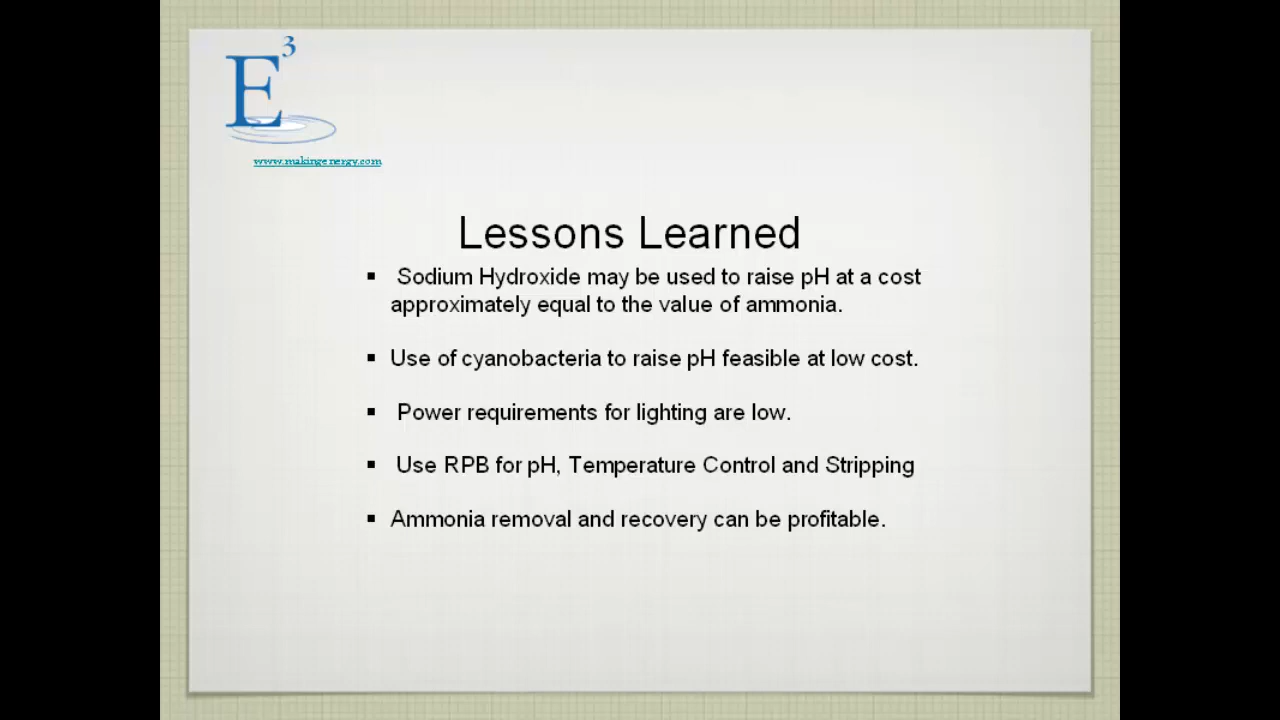 E3
www.makingenergy.com
Lessons Learned
▪ Sodium Hydroxide may be used to raise pH at a cost
approximately equal to the value of ammonia.
▪ Use of cyanobacteria to raise pH feasible at low cost.
▪ Power requirements for lighting are low.
▪ Use RPB for pH, Temperature Control and Stripping
▪ Ammonia removal and recovery can be profitable.